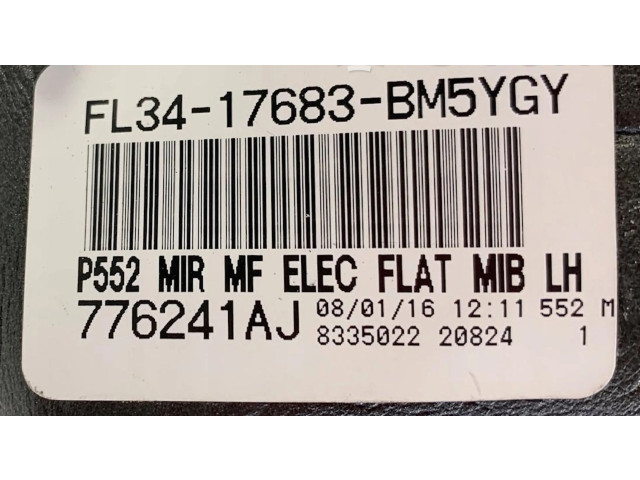 FL34-17683-BM5YGY
P552 MIR MF ELEC FLAT MIB LH
776241AJ 08/01/16 12:11 552 M
8335022 20824 1